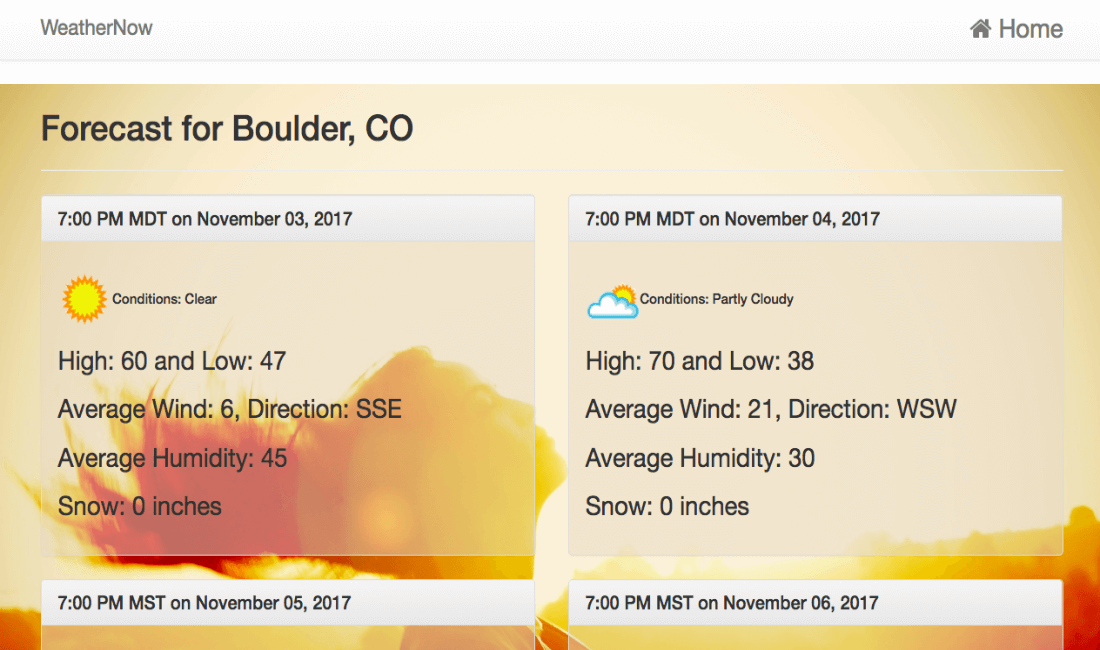 WeatherNow
Home
Forecast for Boulder, CO
7:00 PM MDT on November 03, 2017
Conditions: Clear
High: 60 and Low: 47
Average Wind: 6, Direction: SSE
Average Humidity: 45
Snow: 0 inches
7:00 PM MDT on November 04, 2017
Conditions: Partly Cloudy
High: 70 and Low: 38
Average Wind: 21, Direction: WSW
Average Humidity: 30
Snow: 0 inches
7:00 PM MST on November 05, 2017
7:00 PM MST on November 06, 2017